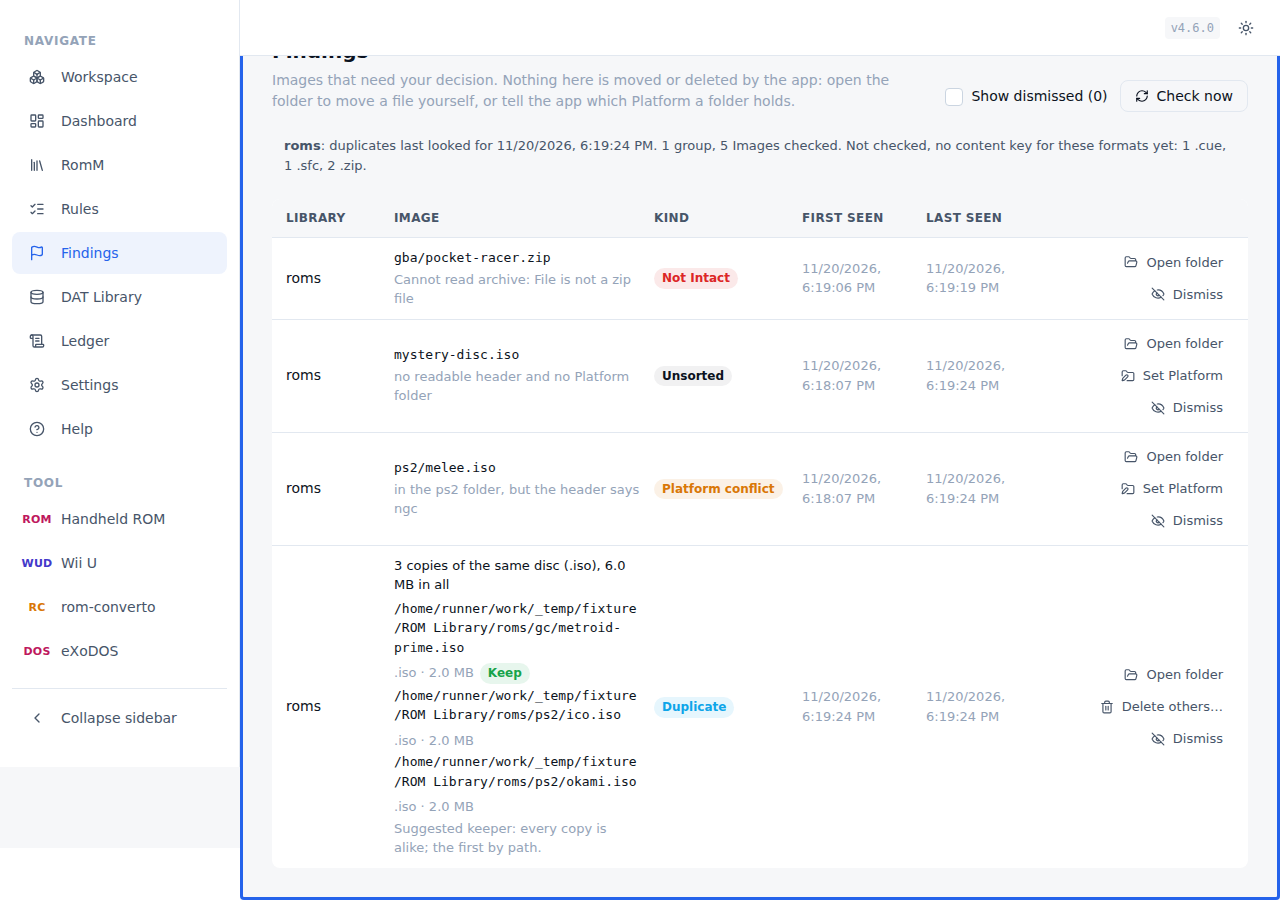 NAVIGATE
Workspace
Dashboard
RomM
Rules
Findings
DAT Library
Ledger
Settings
Help
TOOL
ROM Handheld ROM
WUD Wii U
RC rom-converto
DOS eXoDOS
Collapse sidebar
v4.6.0
Findings
Images that need your decision. Nothing here is moved or deleted by the app: open the
folder to move a file yourself, or tell the app which Platform a folder holds.
Show dismissed (0)
Check now
roms: duplicates last looked for 11/20/2026, 6:19:24 PM. 1 group, 5 Images checked. Not checked, no content key for these formats yet: 1 .cue,
1 .sfc, 2 .zip.
LIBRARY IMAGE KIND FIRST SEEN LAST SEEN
roms
gba/pocket-racer.zip
Cannot read archive: File is not a zip
file
Not Intact
11/20/2026,
6:19:06 PM
11/20/2026,
6:19:19 PM
Open folder
Dismiss
roms
mystery-disc.iso
no readable header and no Platform
folder
Unsorted
11/20/2026,
6:18:07 PM
11/20/2026,
6:19:24 PM
Open folder
Set Platform
Dismiss
roms
ps2/melee.iso
in the ps2 folder, but the header says
ngc
Platform conflict
11/20/2026,
6:18:07 PM
11/20/2026,
6:19:24 PM
Open folder
Set Platform
Dismiss
roms
3 copies of the same disc (.iso), 6.0
MB in all
/home/runner/work/_temp/fixture
/ROM Library/roms/gc/metroid-
prime.iso
.iso · 2.0 MB Keep
/home/runner/work/_temp/fixture
/ROM Library/roms/ps2/ico.iso
.iso · 2.0 MB
/home/runner/work/_temp/fixture
/ROM Library/roms/ps2/okami.iso
.iso · 2.0 MB
Suggested keeper: every copy is
alike; the first by path.
Duplicate
11/20/2026,
6:19:24 PM
11/20/2026,
6:19:24 PM
Open folder
Delete others…
Dismiss